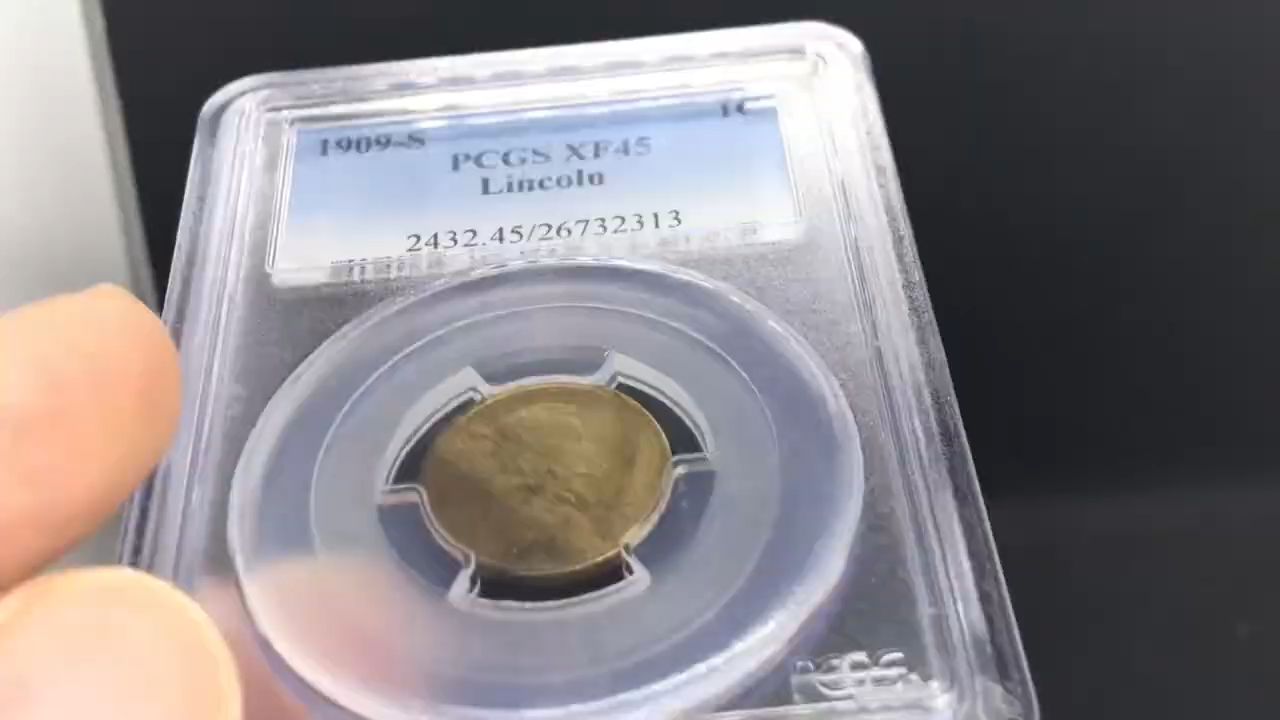 1909-S 1C
PCGS XF45
Lincoln
2432.45/26732313
PCGS